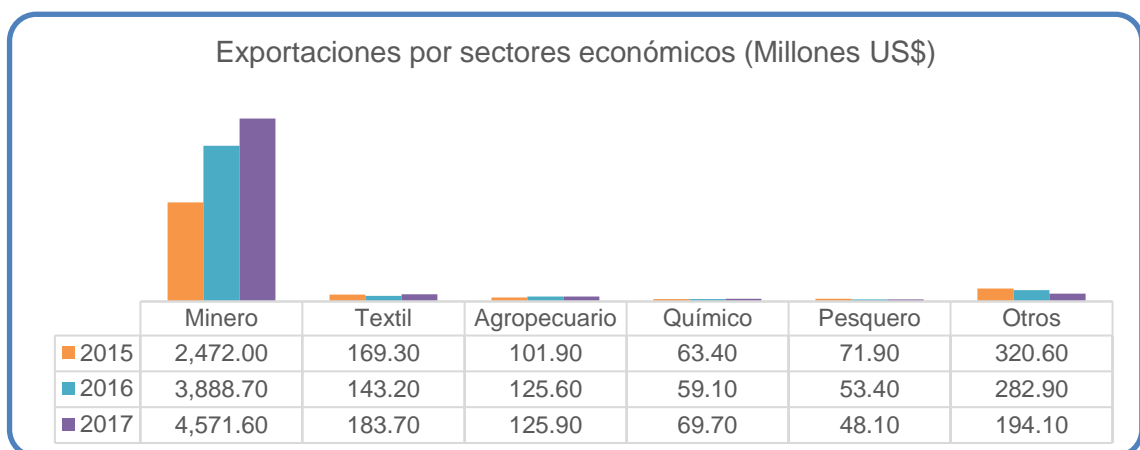 Exportaciones por sectores económicos (Millones US$)
Minero Textil Agropecuario Químico Pesquero Otros
2015 2,472.00 169.30 101.90 63.40 71.90 320.60
2016 3,888.70 143.20 125.60 59.10 53.40 282.90
2017 4,571.60 183.70 125.90 69.70 48.10 194.10